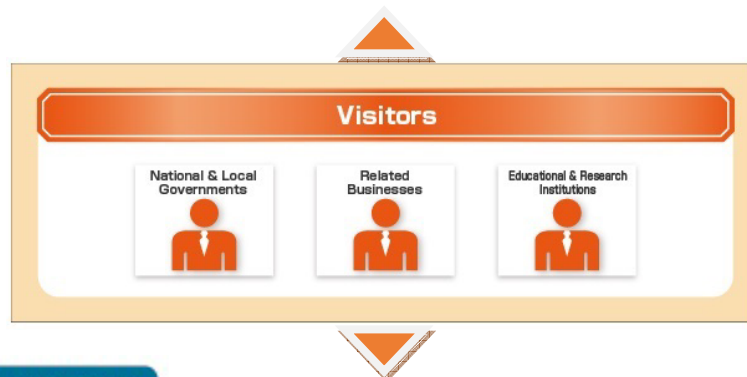 Visitors
National & Local
Governments
Related
Businesses
Educational & Research
Institutions